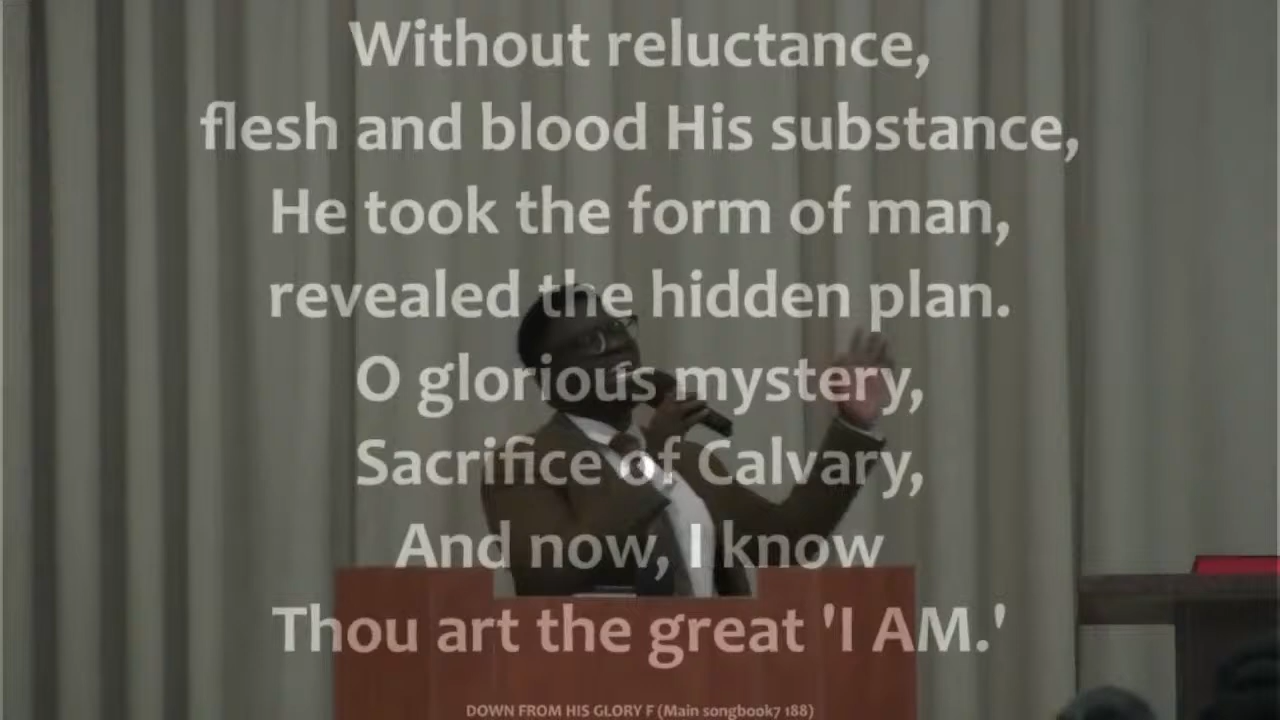 Without reluctance,
flesh and blood His substance,
He took the form of man,
revealed the hidden plan.
O glorious mystery,
Sacrifice of Calvary,
And now, I know
Thou art the great 'I AM.'
DOWN FROM HIS GLORY F (Main songbook7 188)